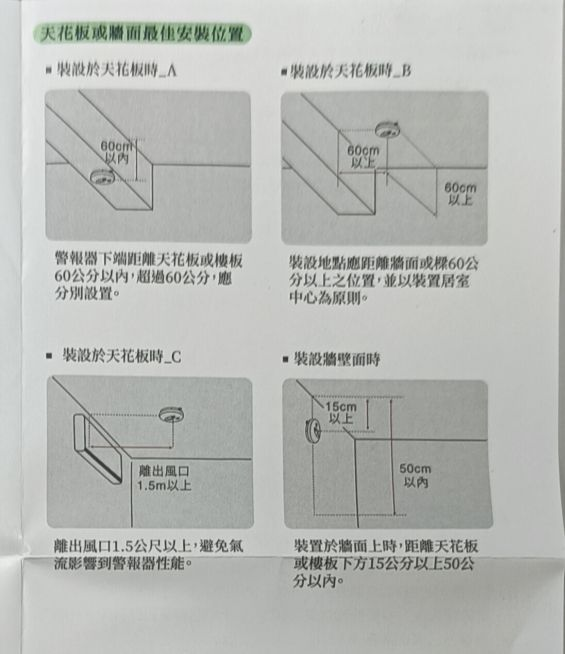 天花板或牆面最佳安裝位置
▪ 裝設於天花板時_A
▪ 裝設於天花板時_B
60cm
以內
60cm
以上
60cm
以上
警報器下端距離天花板或樓板
60公分以內，超過60公分，應
分別設置。
裝設地點應距離牆面或樑60公
分以上之位置，並以裝置居室
中心為原則。
▪ 裝設於天花板時_C
▪ 裝設牆壁面時
離出風口
1.5m以上
15cm
以上
50cm
以內
離出風口1.5公尺以上，避免氣
流影響到警報器性能。
裝置於牆面上時，距離天花板
或樓板下方15公分以上50公
分以內。